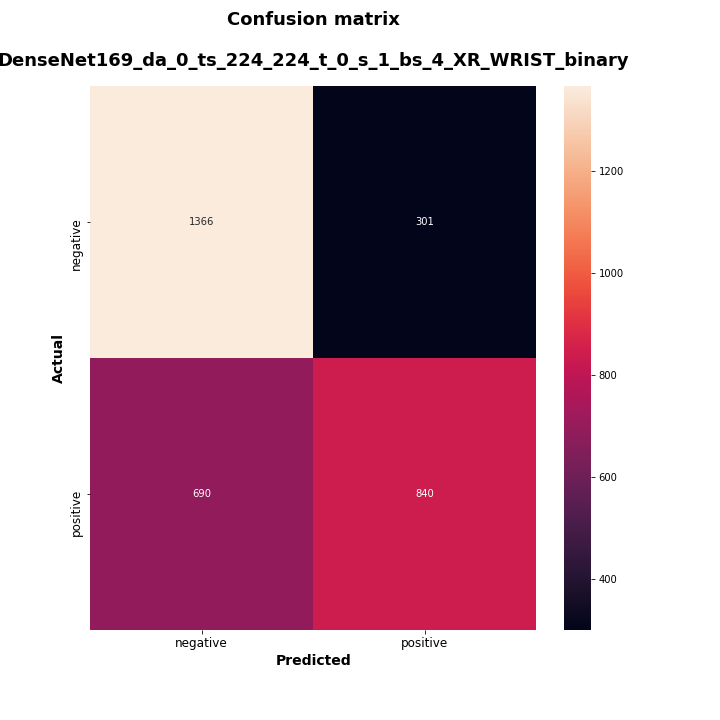 Confusion matrix
DenseNet169_da_0_ts_224_224_t_0_s_1_bs_4_XR_WRIST_binary
negative
1366
301
Actual
positive
690
840
negative
positive
Predicted
1200
1000
800
600
400